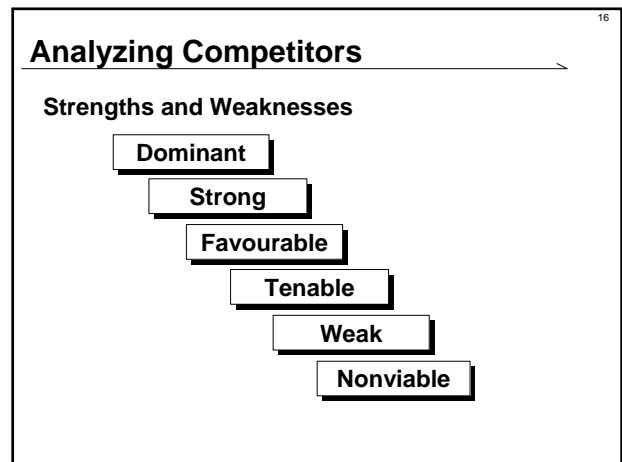 16
Analyzing Competitors
Strengths and Weaknesses
Dominant
Strong
Favourable
Tenable
Weak
Nonviable